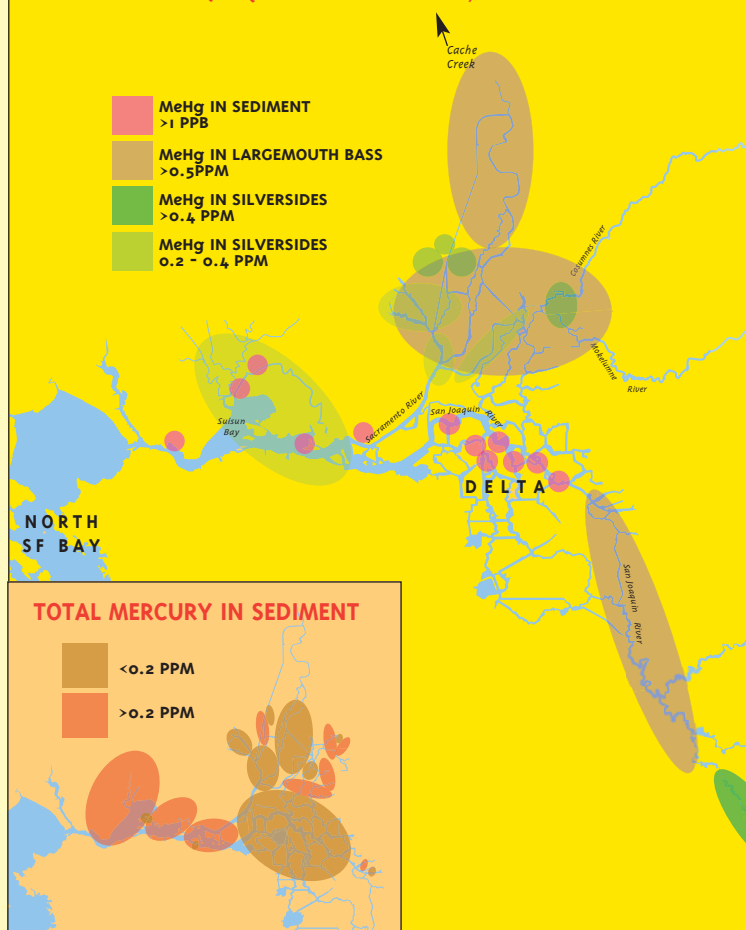 Cache
Creek
MeHg IN SEDIMENT
>1 PPB
MeHg IN LARGEMOUTH BASS
>0.5PPM
MeHg IN SILVERSIDES
>0.4 PPM
MeHg IN SILVERSIDES
0.2 - 0.4 PPM
Cosumnes River
Mokelumne
River
Suisun
Bay
Sacramento River
San Joaquin River
DELTA
NORTH
SF BAY
San Joaquin River
TOTAL MERCURY IN SEDIMENT
<0.2 PPM
>0.2 PPM